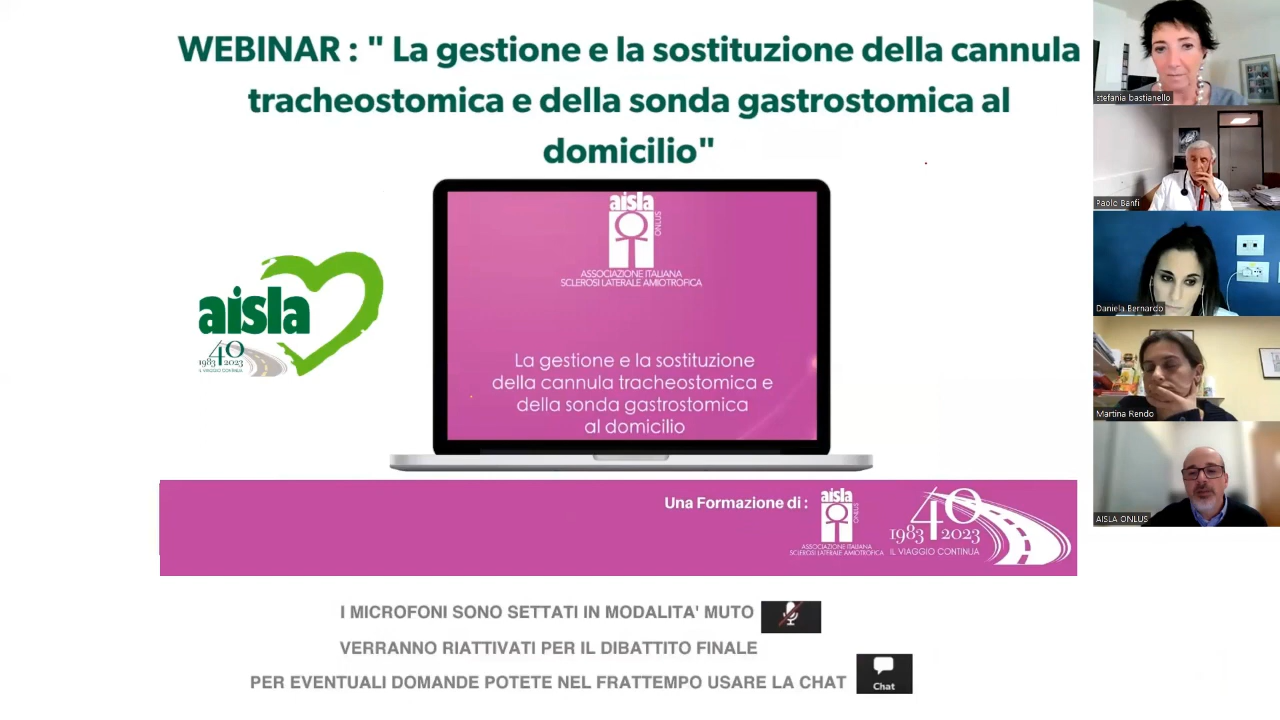 WEBINAR : " La gestione e la sostituzione della cannula
tracheostomica e della sonda gastrostomica al
domicilio"
aisla
ONLUS
ASSOCIAZIONE ITALIANA
SCLEROSI LATERALE AMIOTROFICA
La gestione e la sostituzione
della cannula tracheostomica e
della sonda gastrostomica
al domicilio
aisla
40
1983 2023
IL VIAGGIO CONTINUA
Una Formazione di :
aisla
ONLUS
ASSOCIAZIONE ITALIANA
SCLEROSI LATERALE AMIOTROFICA
40
1983 2023
IL VIAGGIO CONTINUA
I MICROFONI SONO SETTATI IN MODALITA' MUTO
VERRANNO RIATTIVATI PER IL DIBATTITO FINALE
PER EVENTUALI DOMANDE POTETE NEL FRATTEMPO USARE LA CHAT
Chat
stefania bastianello
Paolo Banfi
Daniela Bernardo
Martina Rendo
AISLA ONLUS